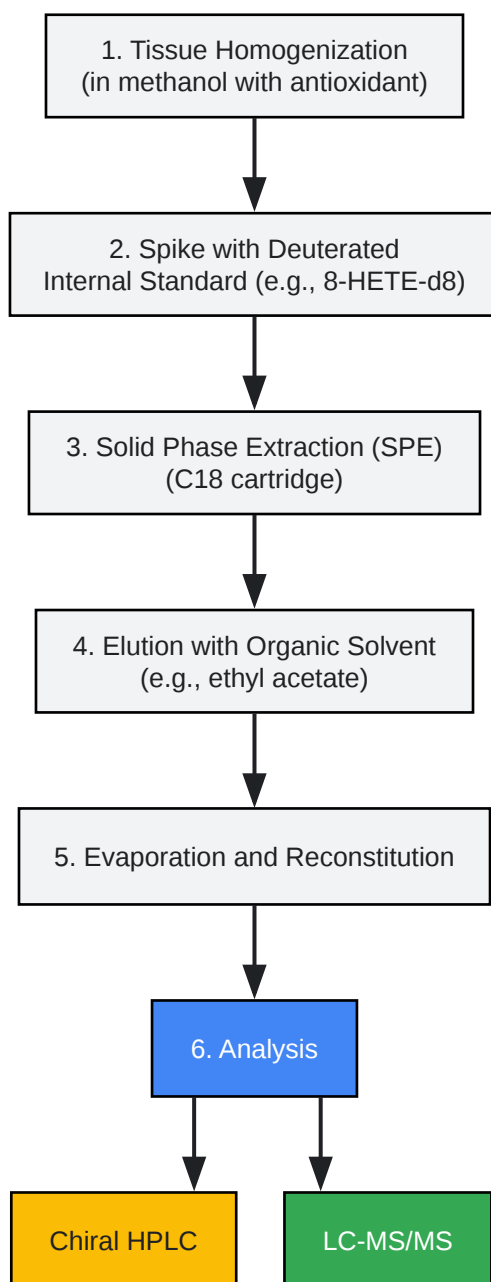 1. Tissue Homogenization
(in methanol with antioxidant)
2. Spike with Deuterated
Internal Standard (e.g., 8-HETE-d8)
3. Solid Phase Extraction (SPE)
(C18 cartridge)
4. Elution with Organic Solvent
(e.g., ethyl acetate)
5. Evaporation and Reconstitution
6. Analysis
Chiral HPLC
LC-MS/MS